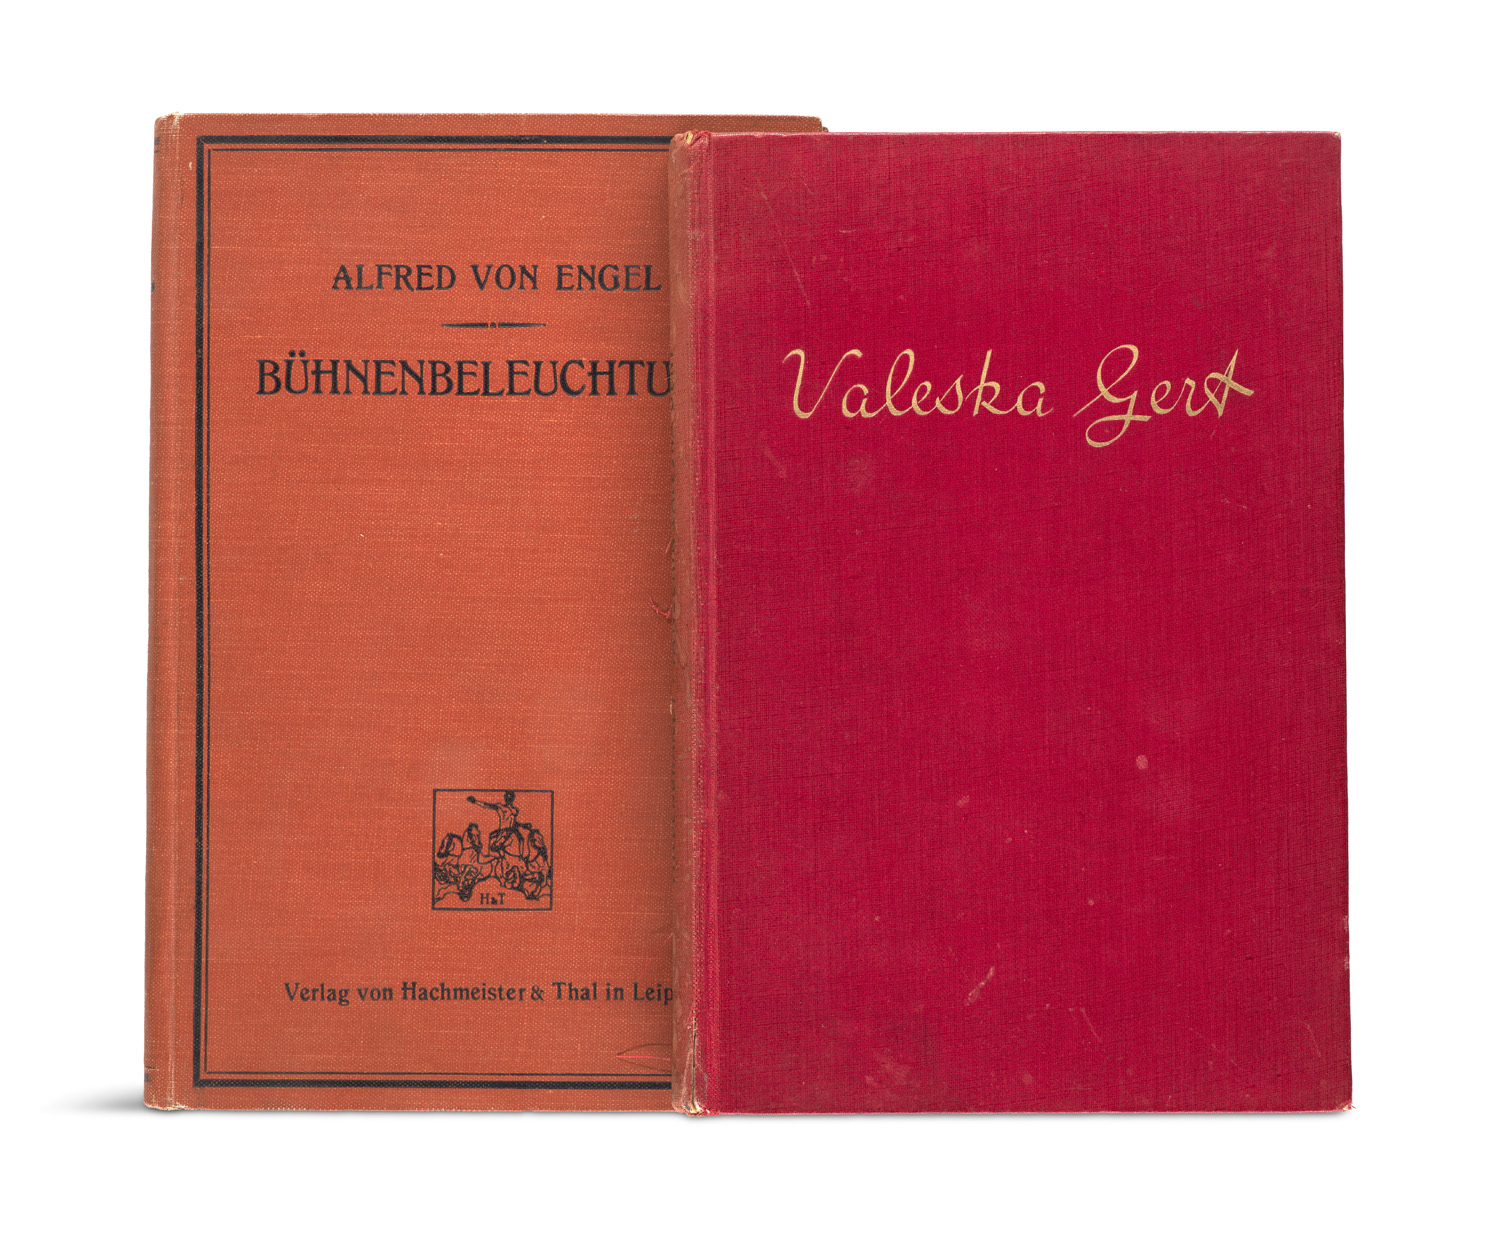 ALFRED VON ENGEL
BÜHNENBELEUCHTU
H&T
Verlag von Hachmeister & Thal in Leip
Valeska Gert